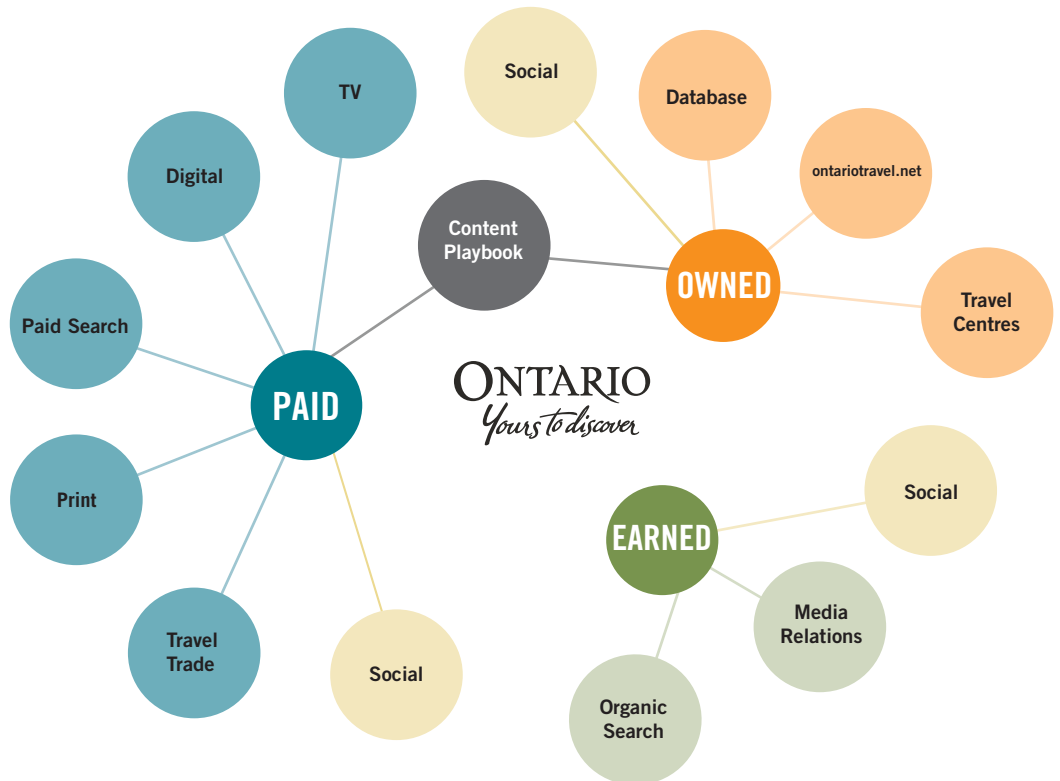 TV
Social
Database
ontariotravel.net
Digital
Content
Playbook
OWNED
Travel
Centres
Paid Search
PAID
ONTARIO
Yours to discover
Print
EARNED
Social
Travel
Trade
Social
Media
Relations
Organic
Search